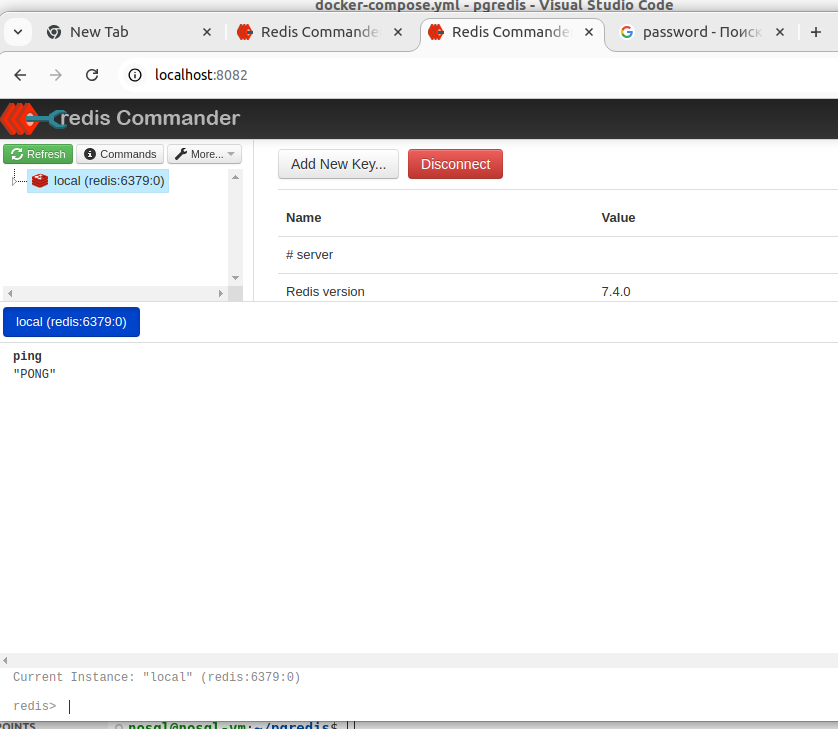 docker-compose.yml - pgredis - Visual Studio Code
New Tab
Redis Commande
Redis Commande
password - Поиск
localhost:8082
redis Commander
Refresh
Commands
More...
Add New Key...
Disconnect
local (redis:6379:0)
Name
Value
# server
Redis version
7.4.0
local (redis:6379:0)
ping
"PONG"
Current Instance: "local" (redis:6379:0)
redis>
POINTS
nosql@nosql-vm:~/pgredis$